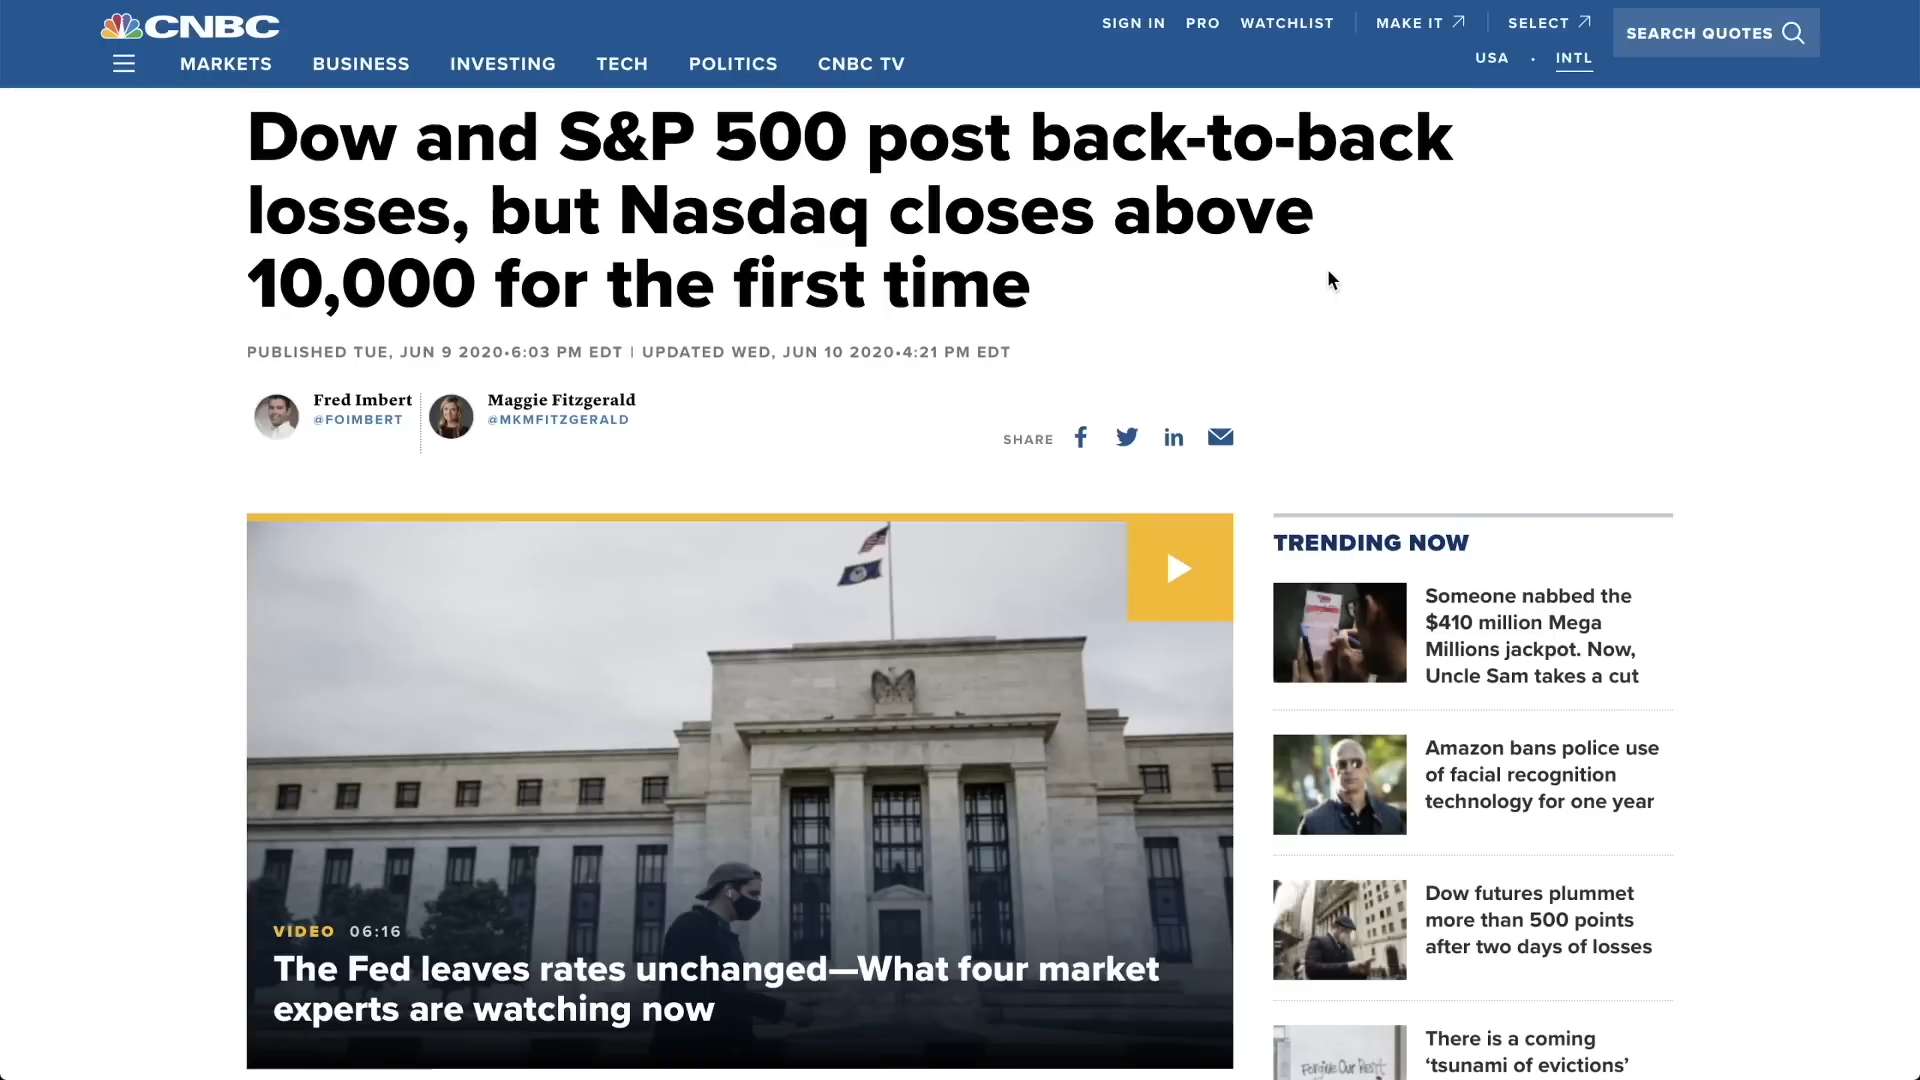 CNBC
SIGN IN
PRO
WATCHLIST
MAKE IT
SELECT
SEARCH QUOTES
USA
INTL
MARKETS
BUSINESS
INVESTING
TECH
POLITICS
CNBC TV
Dow and S&P 500 post back-to-back
losses, but Nasdaq closes above
10,000 for the first time
PUBLISHED TUE, JUN 9 2020•6:03 PM EDT | UPDATED WED, JUN 10 2020•4:21 PM EDT
Fred Imbert
@FOIMBERT
Maggie Fitzgerald
@MKMFITZGERALD
SHARE
VIDEO 06:16
The Fed leaves rates unchanged—What four market
experts are watching now
TRENDING NOW
Someone nabbed the
$410 million Mega
Millions jackpot. Now,
Uncle Sam takes a cut
Amazon bans police use
of facial recognition
technology for one year
Dow futures plummet
more than 500 points
after two days of losses
Forgive Our Rent
There is a coming
‘tsunami of evictions’